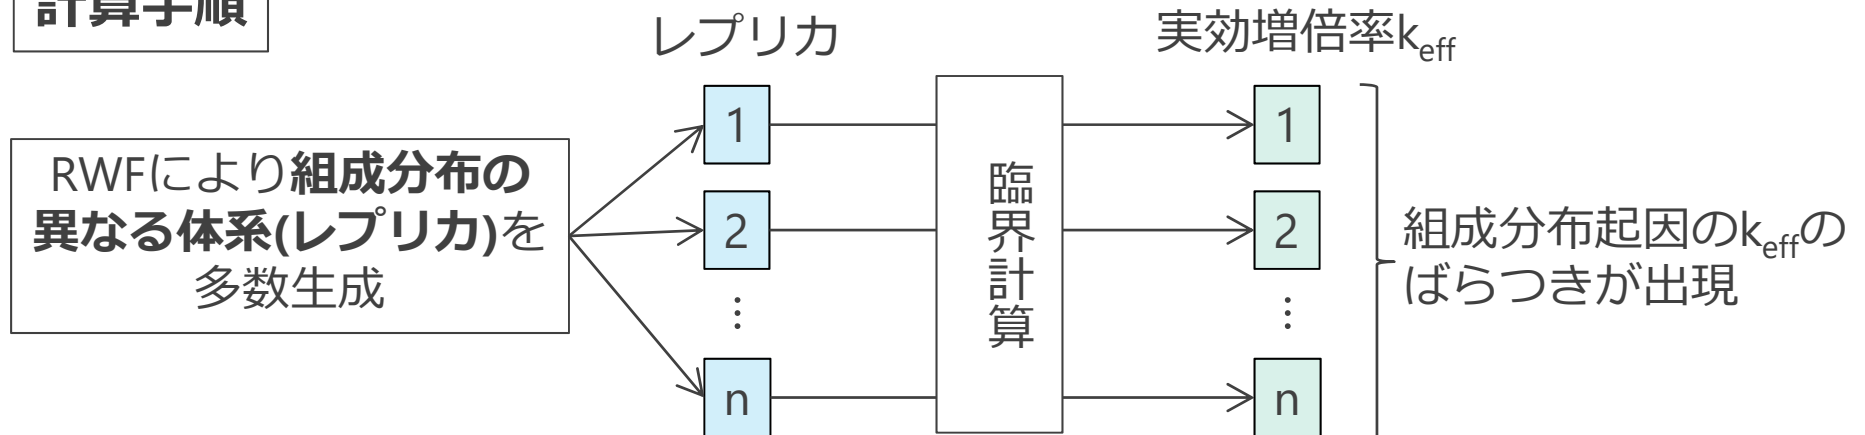 計算手順
レプリカ
実効増倍率keff
RWFにより組成分布の
異なる体系(レプリカ)を
多数生成
1
2
⋮
n
臨界計算
1
2
⋮
n
組成分布起因のkeffの
ばらつきが出現